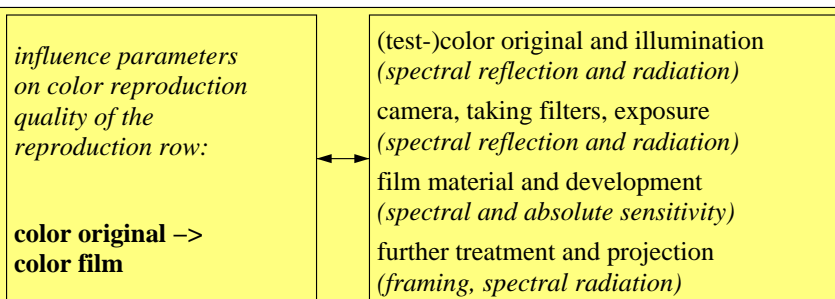 influence parameters
on color reproduction
quality of the
reproduction row:
color original −>
color film
(test-)color original and illumination
(spectral reflection and radiation)
camera, taking filters, exposure
(spectral reflection and radiation)
film material and development
(spectral and absolute sensitivity)
further treatment and projection
(framing, spectral radiation)